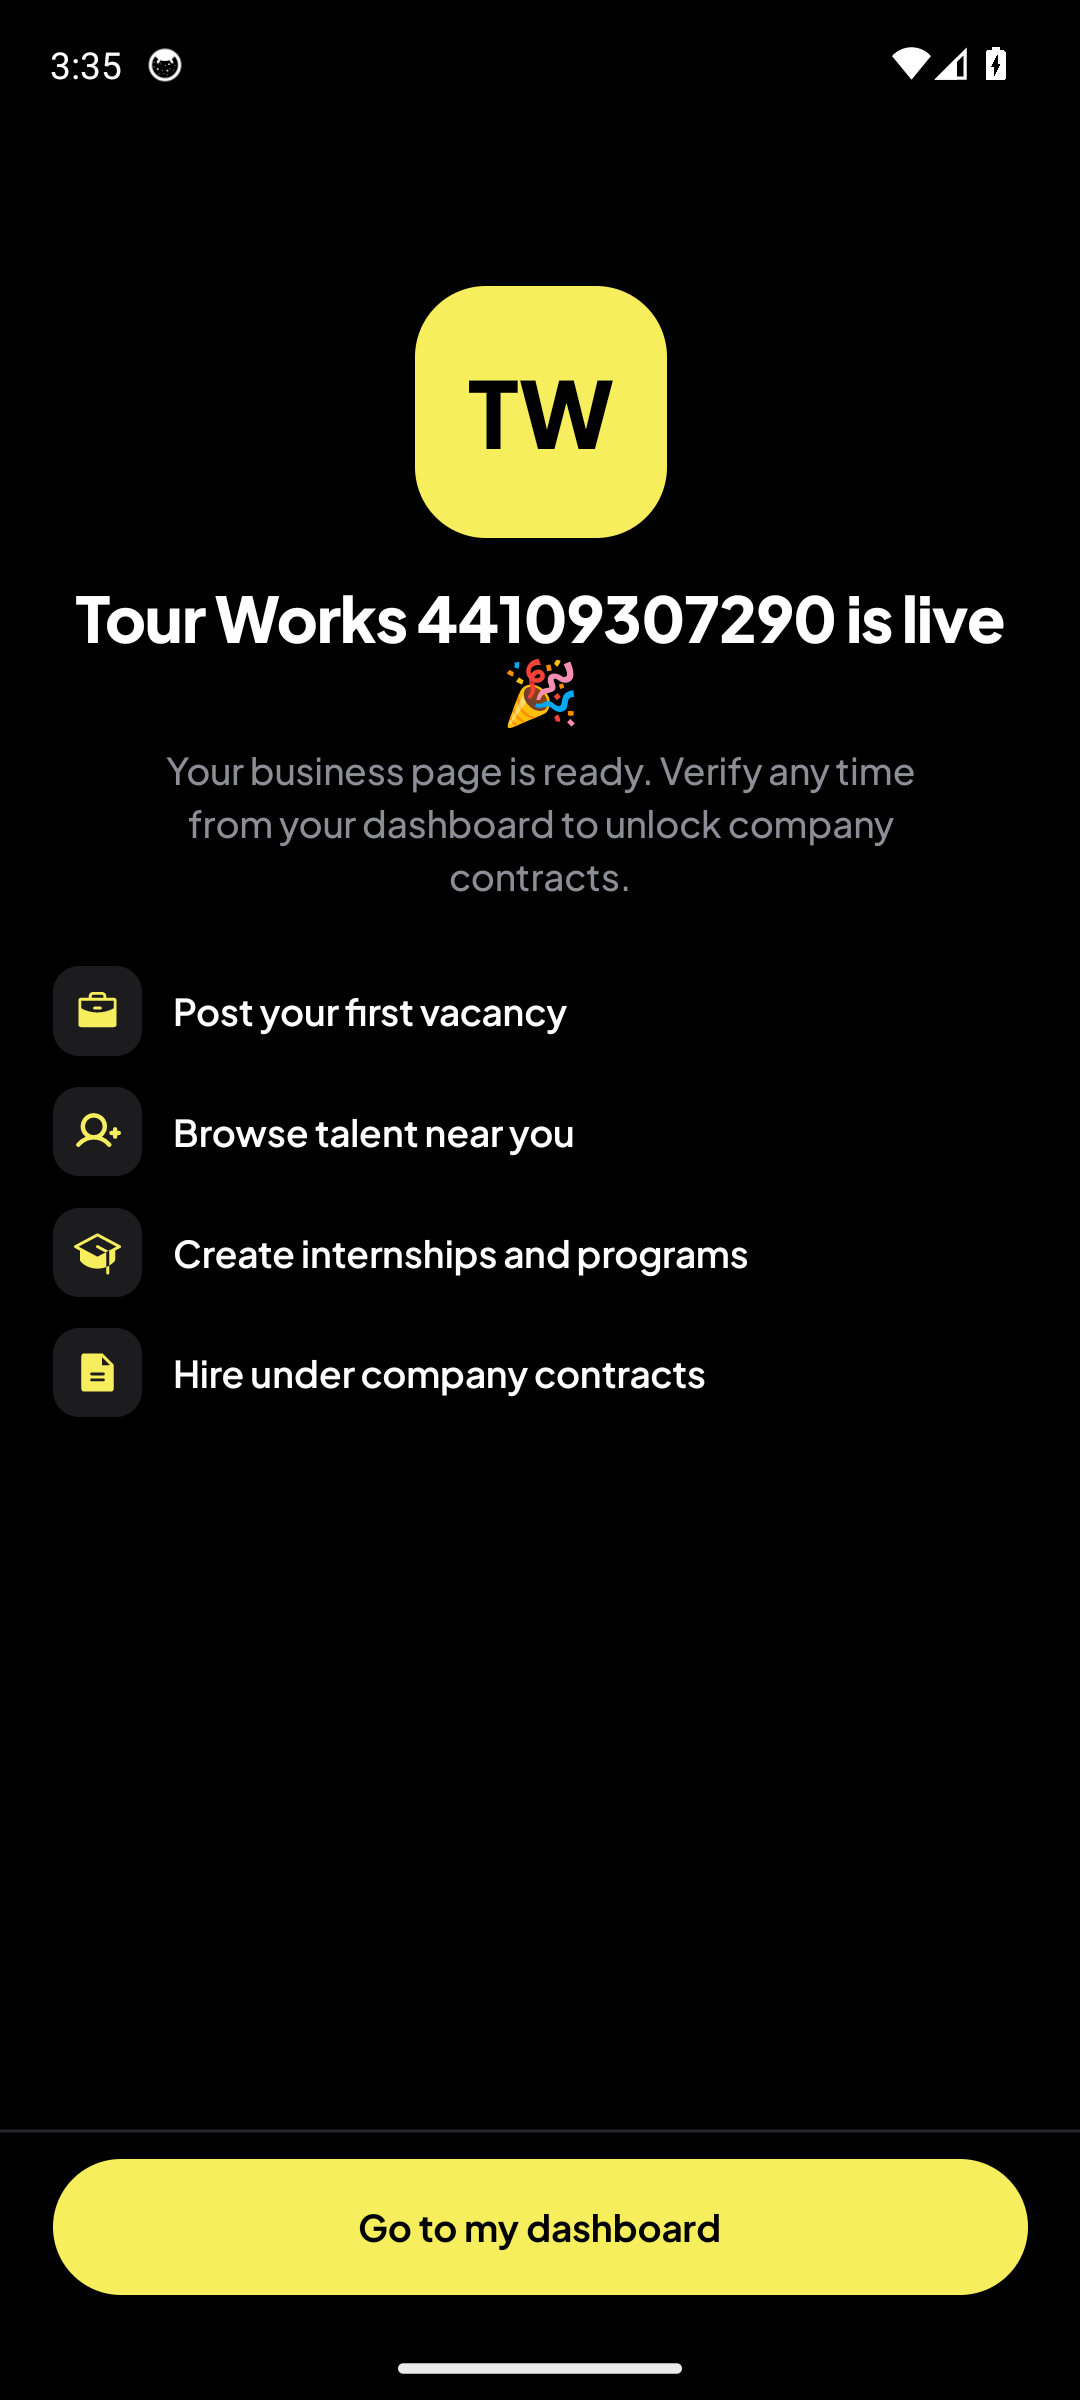 3:35
TW
Tour Works 44109307290 is live
🎉
Your business page is ready. Verify any time
from your dashboard to unlock company
contracts.
Post your first vacancy
Browse talent near you
Create internships and programs
Hire under company contracts
Go to my dashboard